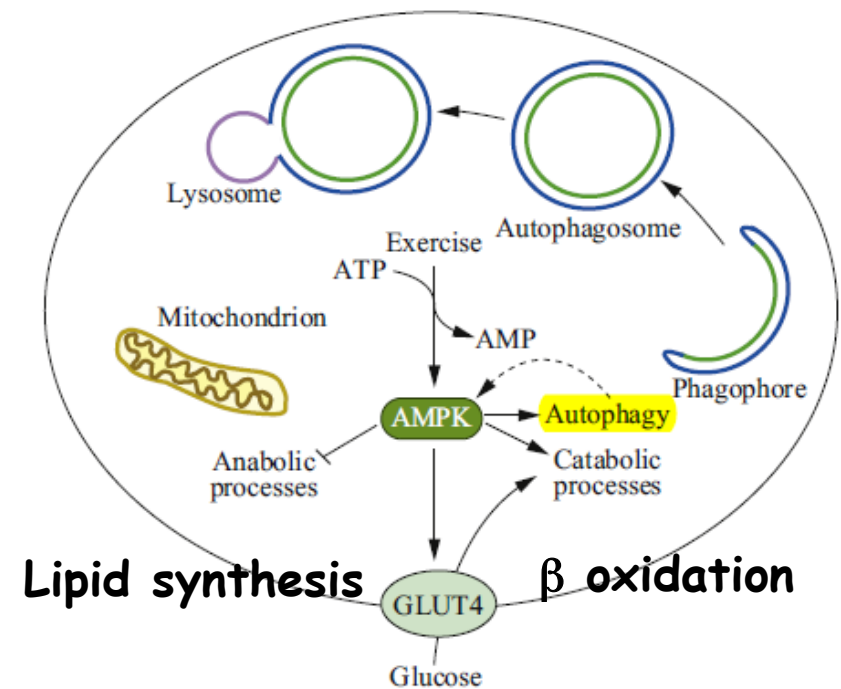 Lysosome
Autophagosome
Exercise
ATP
Mitochondrion
AMP
Phagophore
AMPK
Autophagy
Anabolic
processes
Catabolic
processes
Lipid synthesis
β oxidation
GLUT4
Glucose